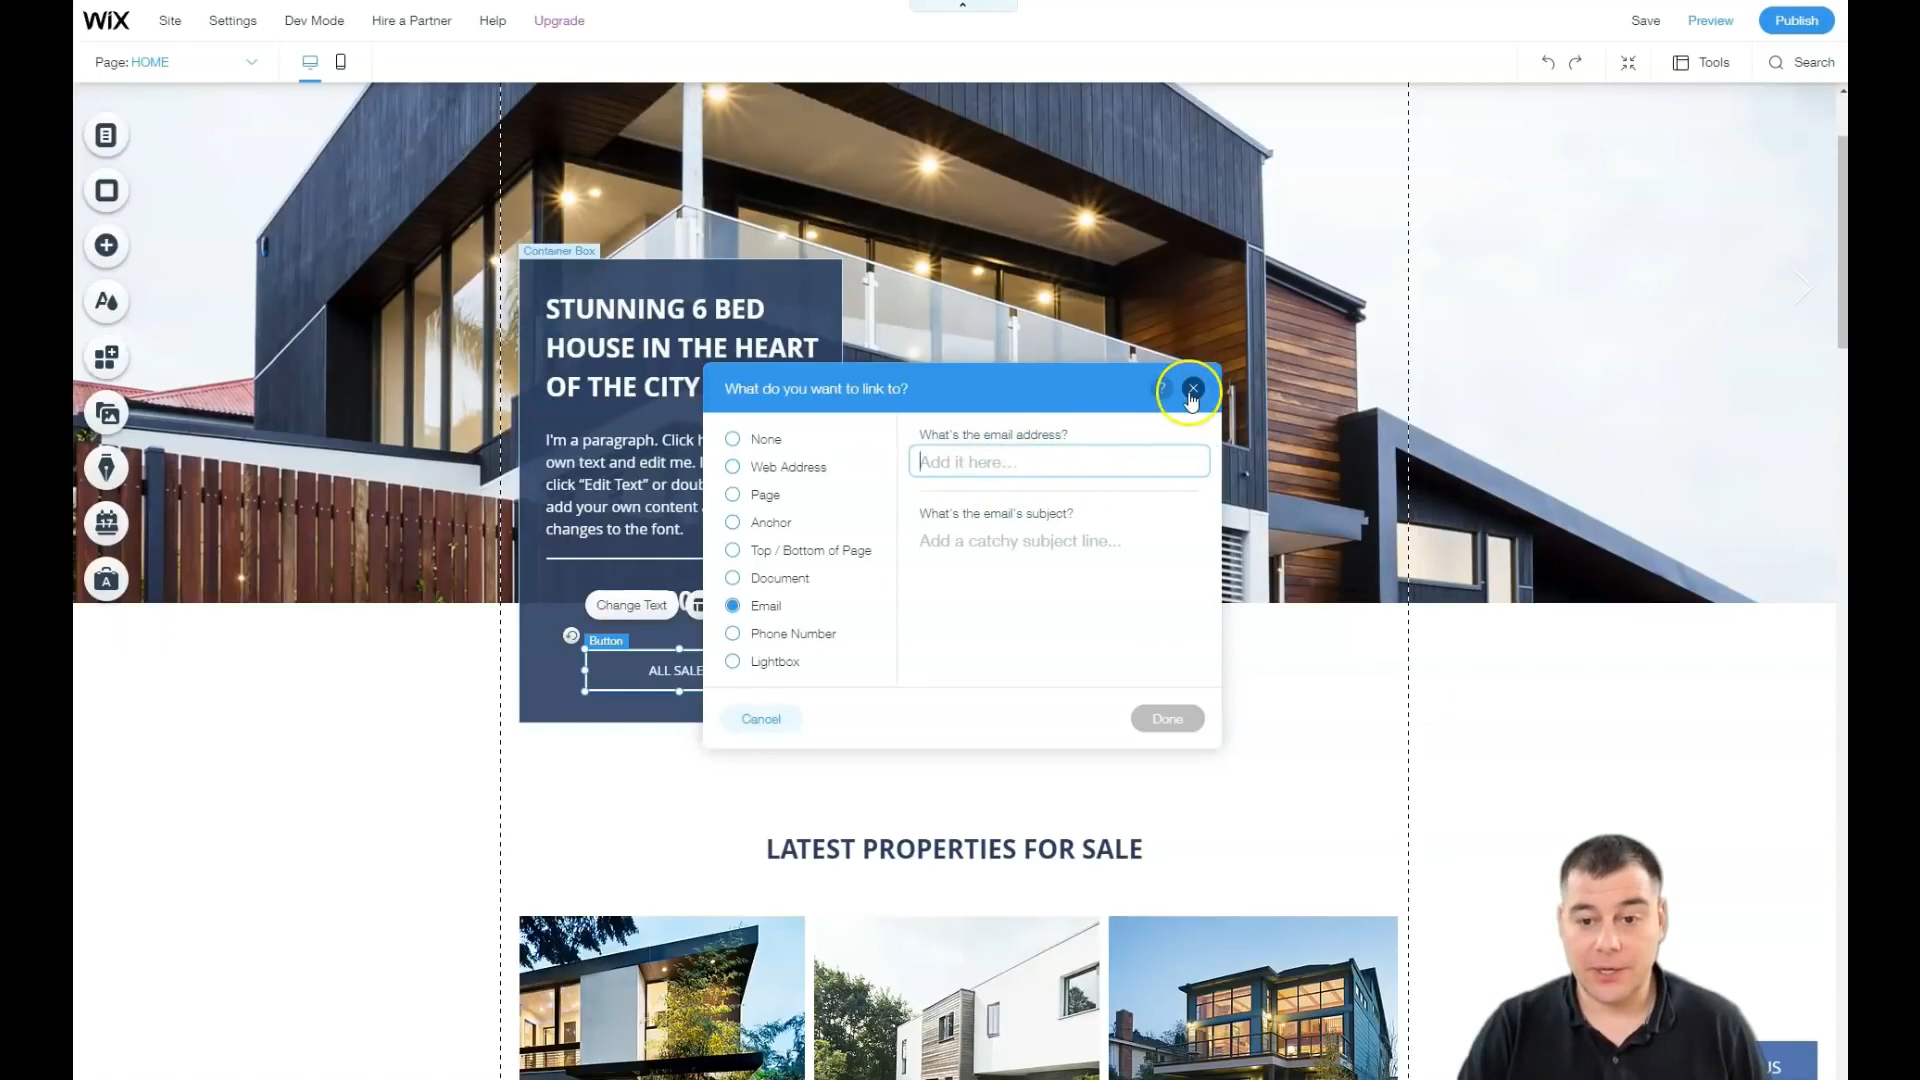 WiX Site Settings Dev Mode Hire a Partner Help Upgrade Save Preview Publish
Page: HOME Tools Search
Container Box
STUNNING 6 BED
HOUSE IN THE HEART
OF THE CITY
I'm a paragraph. Click h
own text and edit me. I
click “Edit Text” or doub
add your own content a
changes to the font.
Change Text
Button
ALL SALE
What do you want to link to? ?
None
Web Address
Page
Anchor
Top / Bottom of Page
Document
Email
Phone Number
Lightbox
What's the email address?
Add it here...
What's the email's subject?
Add a catchy subject line...
Cancel Done
LATEST PROPERTIES FOR SALE
17
A
US